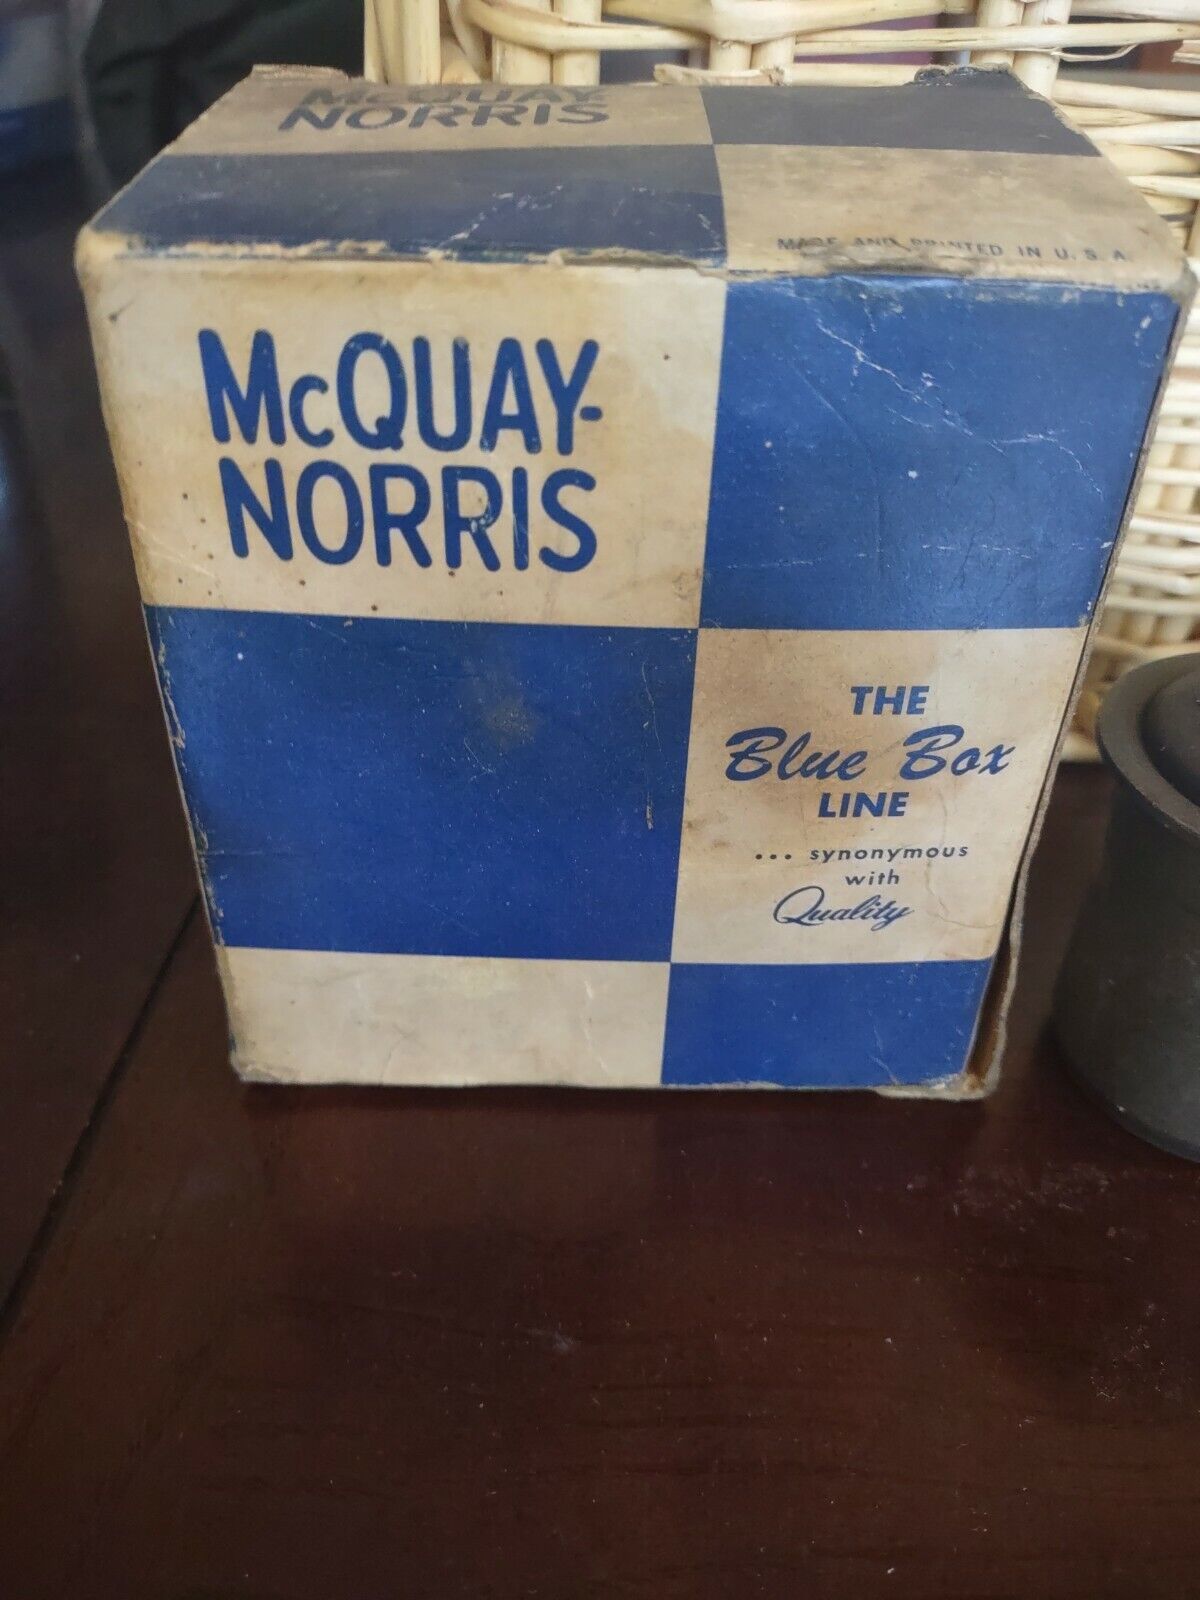 McQUAY
NORRIS
MADE AND PRINTED IN U.S.A.
McQUAY-
NORRIS
THE
Blue Box
LINE
... synonymous
with
Quality